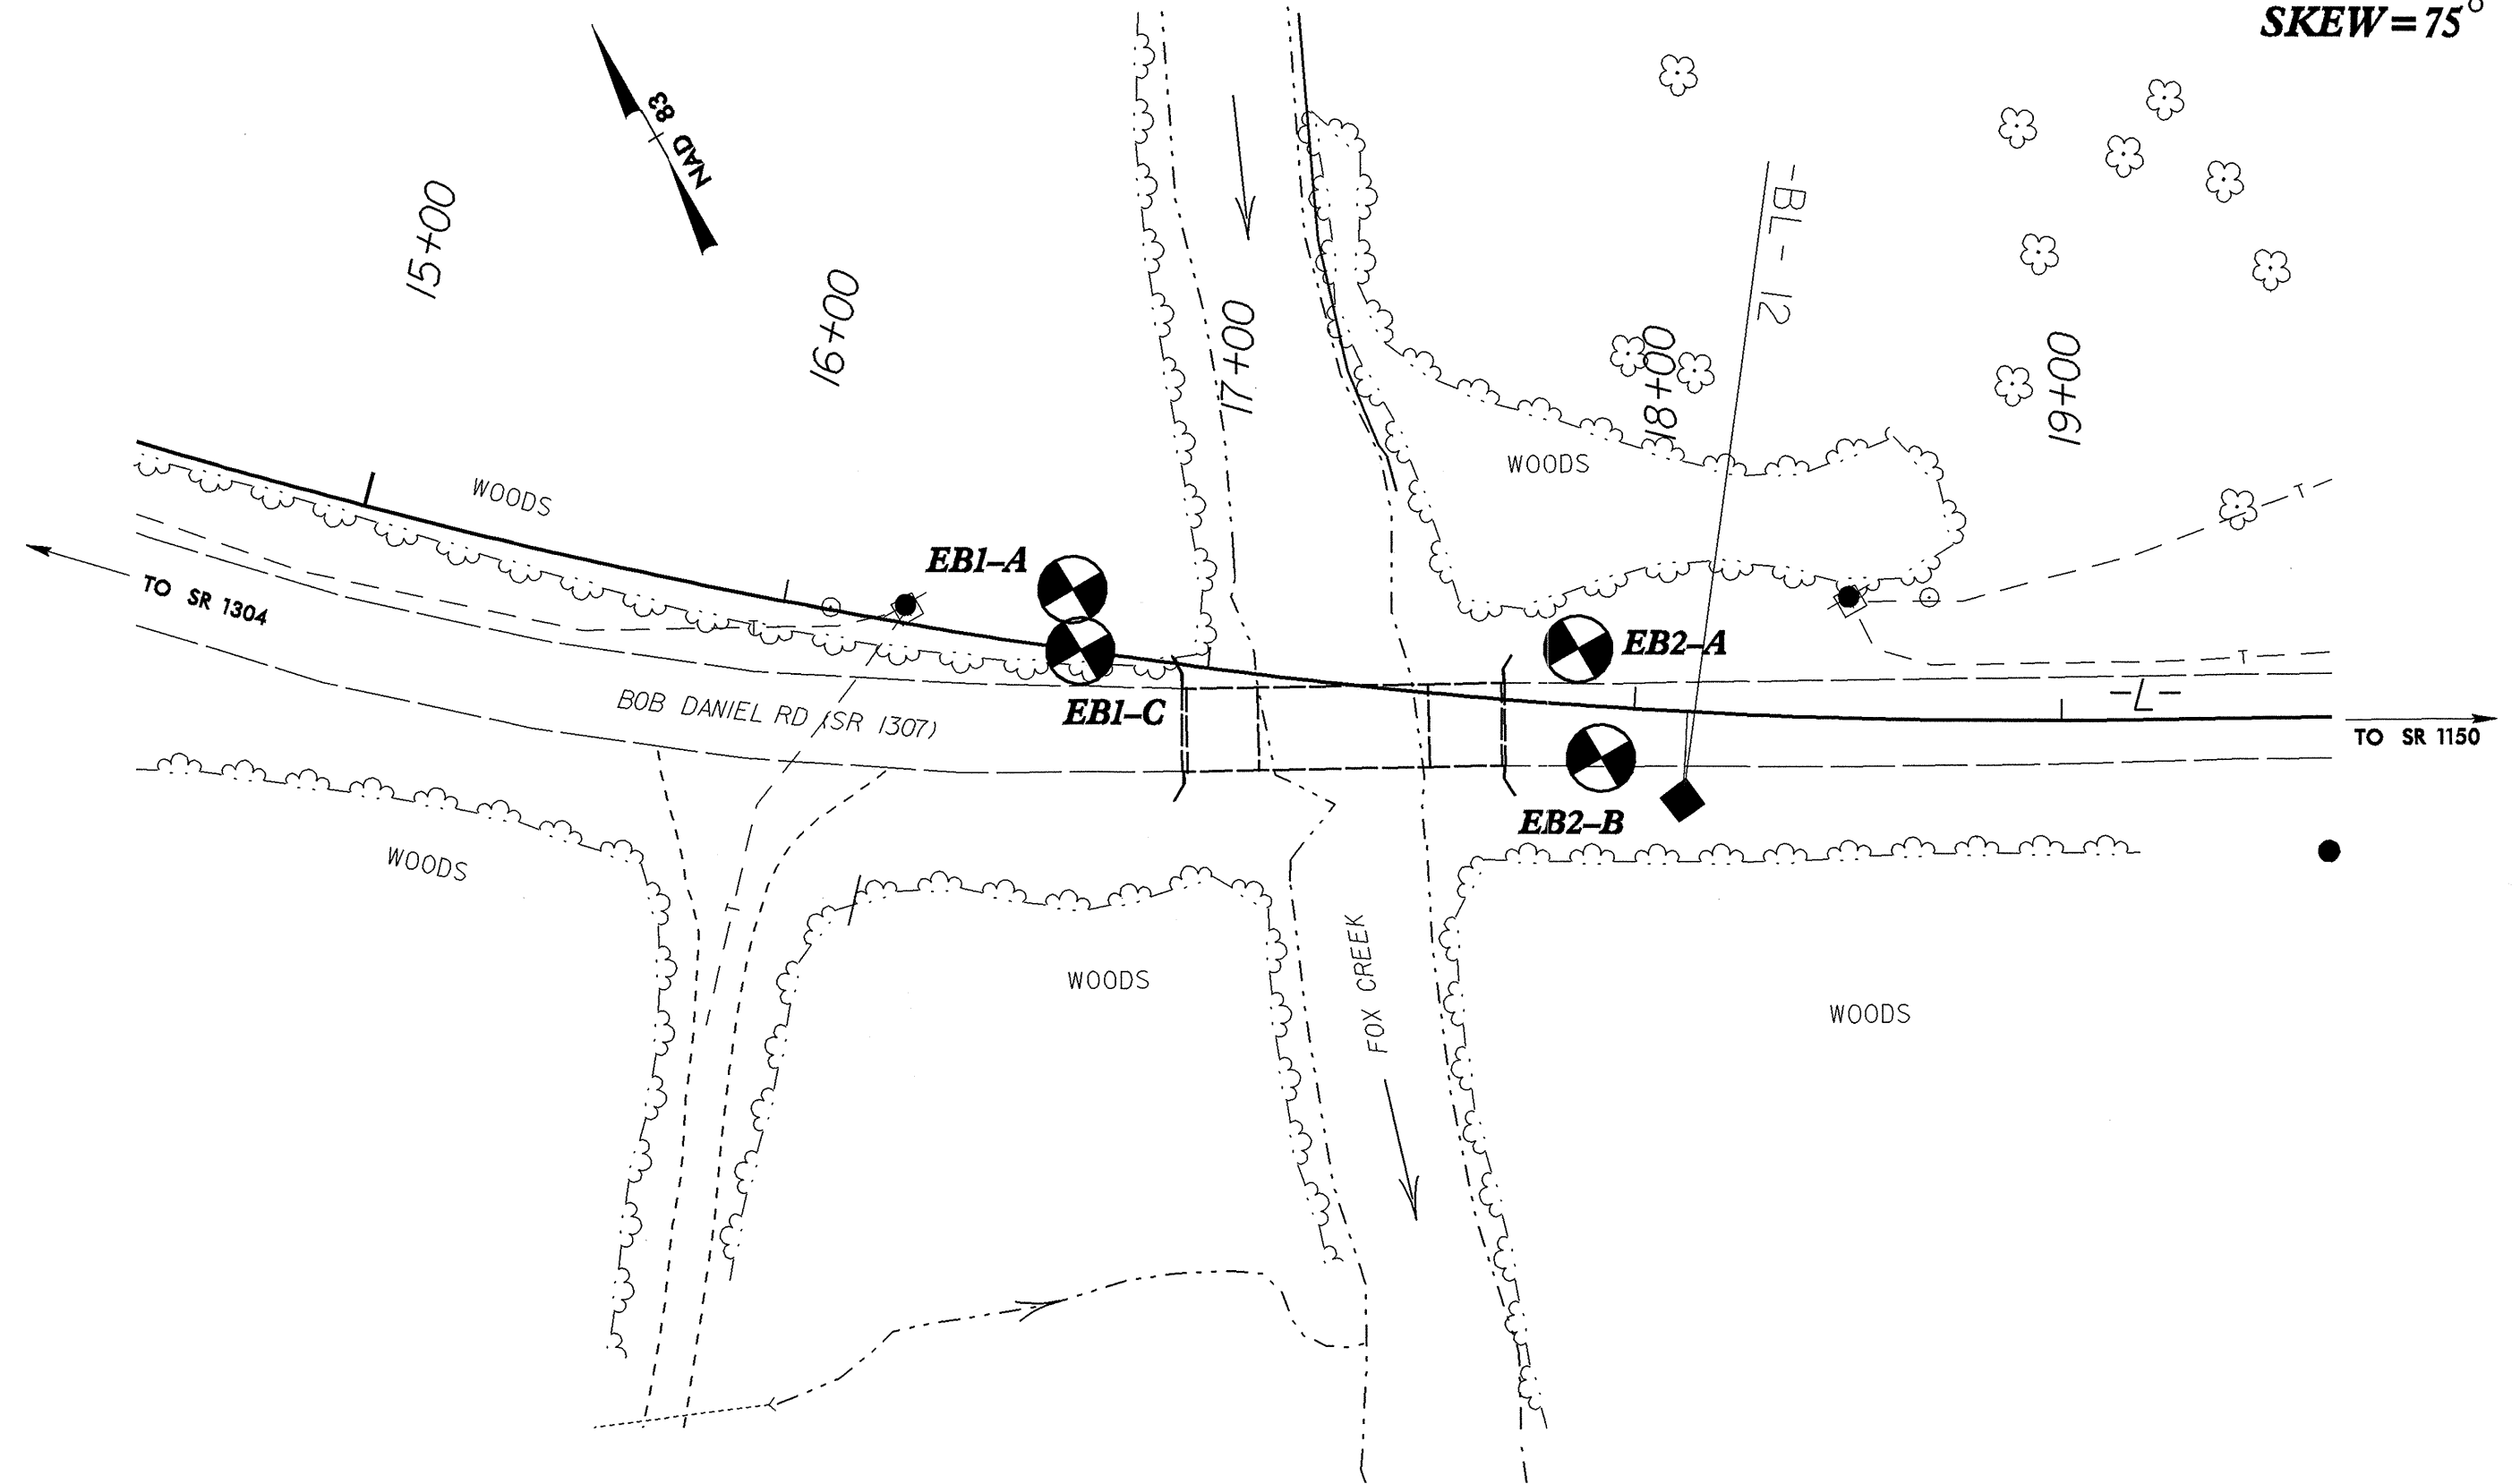 SKEW = 75°
NAD 83
-BL- 12
15+00
16+00
17+00
18+00
19+00
WOODS
WOODS
EB1-A
TO SR 1304
EB2-A
T
T
T
-L-
BOB DANIEL RD (SR 1307)
EB1-C
TO SR 1150
EB2-B
WOODS
T
FOX CREEK
WOODS
WOODS